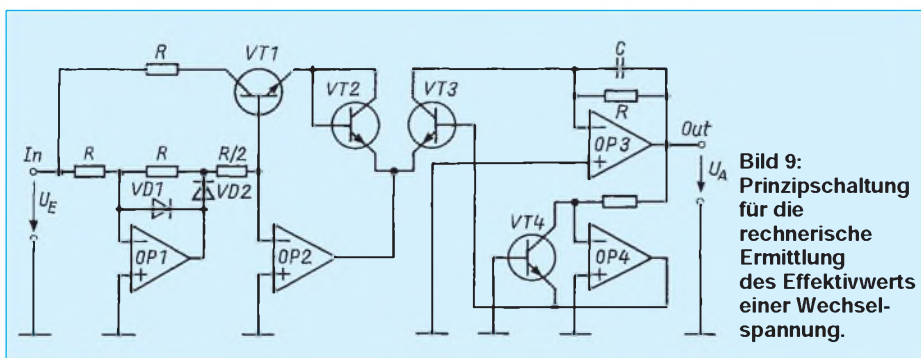 R
VT1
C
VT2
VT3
R
In
R
R
R/2
OP3
Out
VD1
VD2
U_E
U_A
OP1
OP2
VT4
OP4
Bild 9:
Prinzipschaltung
für die
rechnerische
Ermittlung
des Effektivwerts
einer Wechsel-
spannung.